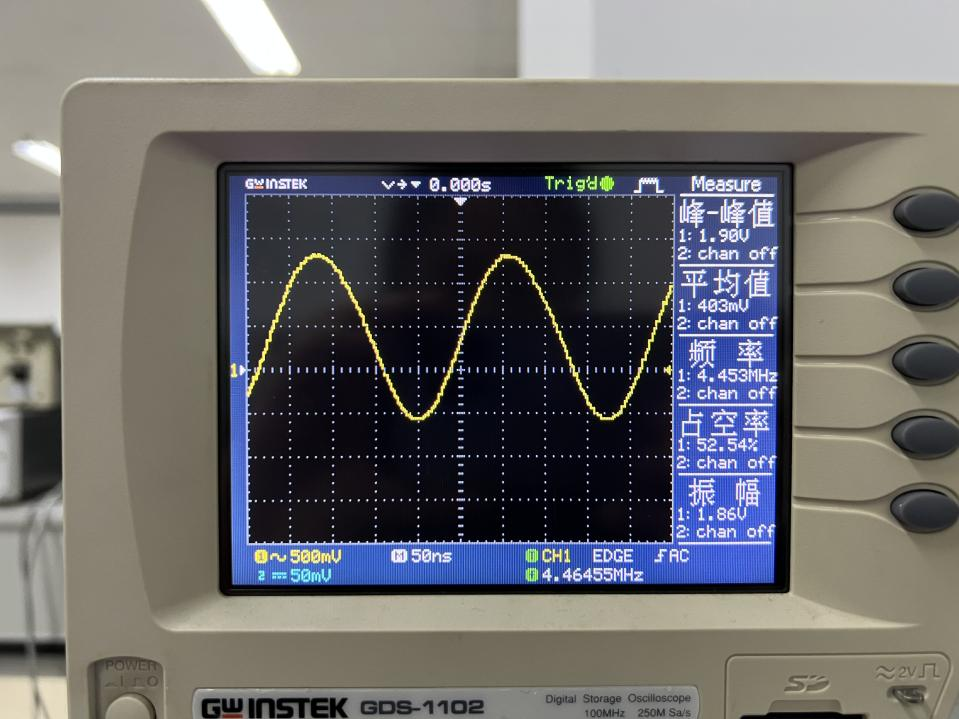 GW INSTEK
0.000s
Trig'd
Measure
峰-峰值
1: 1.90V
2: chan off
平均值
1: 403mV
2: chan off
频 率
1: 4.453MHz
2: chan off
占空率
1: 52.54%
2: chan off
振 幅
1: 1.86V
2: chan off
1
1 ~ 500mV
M 50ns
CH1 EDGE AC
2 50mV
4.46455MHz
POWER
GW INSTEK GDS-1102
Digital Storage Oscilloscope
100MHz 250M Sa/s
SD
2V